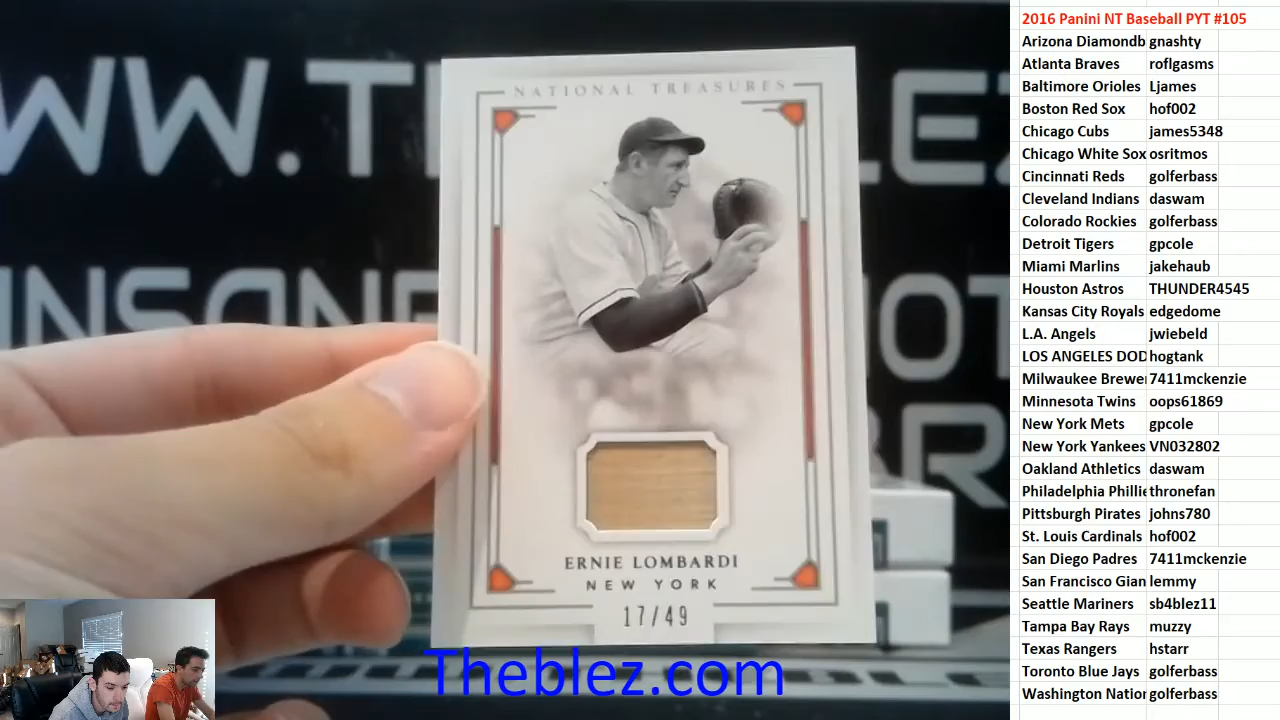 WW.T
LEZ
NATIONAL TREASURES
ERNIE LOMBARDI
NEW YORK
17/49
Theblez.com
2016 Panini NT Baseball PYT #105
Arizona Diamondb gnashty
Atlanta Braves roflgasms
Baltimore Orioles Ljames
Boston Red Sox hof002
Chicago Cubs james5348
Chicago White Sox osritmos
Cincinnati Reds golferbass
Cleveland Indians daswam
Colorado Rockies golferbass
Detroit Tigers gpcole
Miami Marlins jakehaub
Houston Astros THUNDER4545
Kansas City Royals edgedome
L.A. Angels jwiebeld
LOS ANGELES DOD hogtank
Milwaukee Brewer 7411mckenzie
Minnesota Twins oops61869
New York Mets gpcole
New York Yankees VN032802
Oakland Athletics daswam
Philadelphia Phillie thronefan
Pittsburgh Pirates johns780
St. Louis Cardinals hof002
San Diego Padres 7411mckenzie
San Francisco Gian lemmy
Seattle Mariners sb4blez11
Tampa Bay Rays muzzy
Texas Rangers hstarr
Toronto Blue Jays golferbass
Washington Nation golferbass